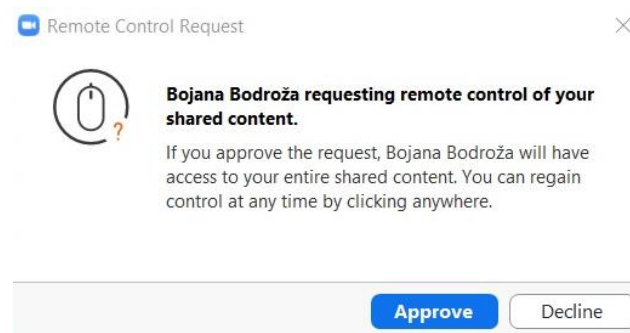 Remote Control Request
Bojana Bodroža requesting remote control of your
shared content.
If you approve the request, Bojana Bodroža will have
access to your entire shared content. You can regain
control at any time by clicking anywhere.
Approve Decline